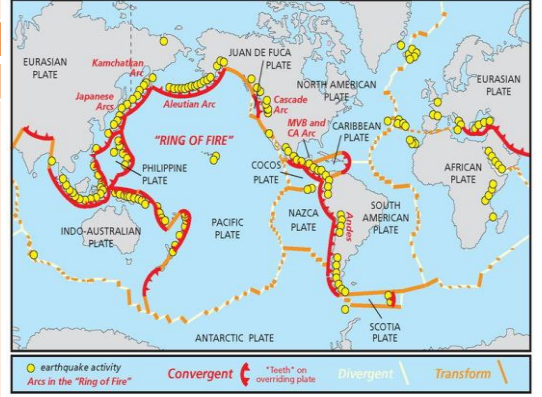 EURASIAN
PLATE
Kamchatkan
Arc
Japanese
Arcs
Aleutian Arc
JUAN DE FUCA
PLATE
NORTH AMERICAN
PLATE
Cascade
Arc
MVB and
CA Arc
CARIBBEAN
PLATE
EURASIAN
PLATE
"RING OF FIRE"
PHILIPPINE
PLATE
COCOS
PLATE
AFRICAN
PLATE
INDO-AUSTRALIAN
PLATE
PACIFIC
PLATE
NAZCA
PLATE
Andes
SOUTH
AMERICAN
PLATE
ANTARCTIC PLATE
SCOTIA
PLATE
earthquake activity
Arcs in the "Ring of Fire"
Convergent
"Teeth" on
overriding plate
Divergent
Transform